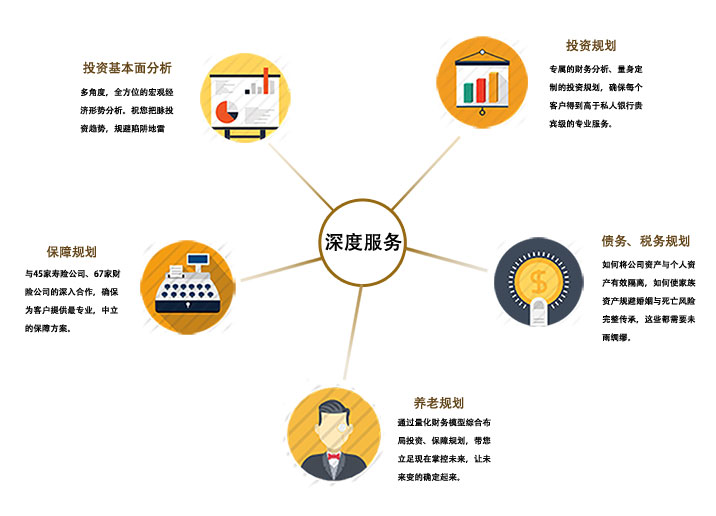 投资基本面分析
多角度，全方位的宏观经
济形势分析。祝您把脉投
资趋势，规避陷阱地雷
投资规划
专属的财务分析、量身定
制的投资规划，确保每个
客户得到高于私人银行贵
宾级的专业服务。
深度服务
保障规划
与45家寿险公司、67家财
险公司的深入合作，确保
为客户提供最专业，中立
的保障方案。
债务、税务规划
如何将公司资产与个人资
产有效隔离，如何使家族
资产规避婚姻与死亡风险
完整传承，这些都需要未
雨绸缪。
养老规划
通过量化财务模型综合布
局投资、保障规划，带您
立足现在掌控未来，让未
来变的确定起来。